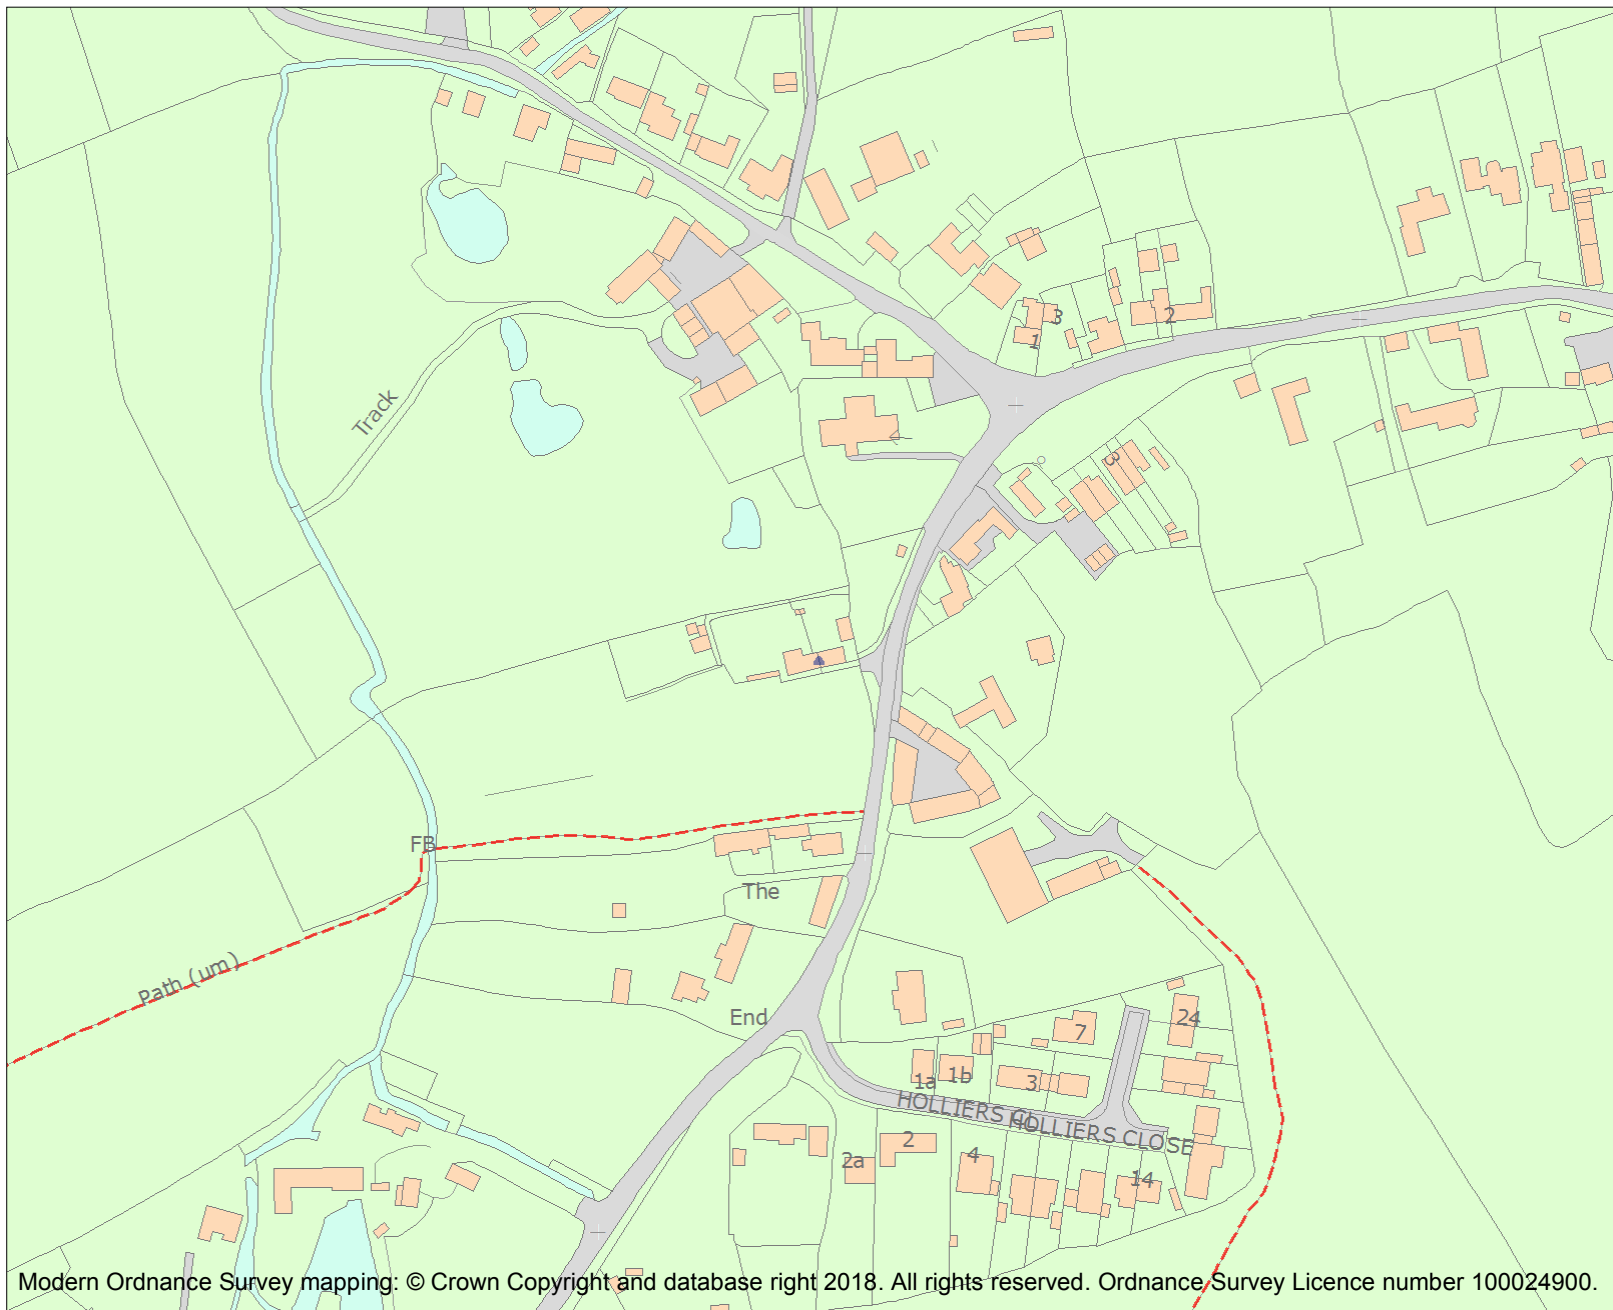 3
1
2
Track
3
FB
The
Path (um)
End
24
7
1a
1b
3
HOLLIERS CL
HOLLIERS CLOSE
2
2a
4
14
Modern Ordnance Survey mapping: © Crown Copyright and database right 2018. All rights reserved. Ordnance Survey Licence number 100024900.